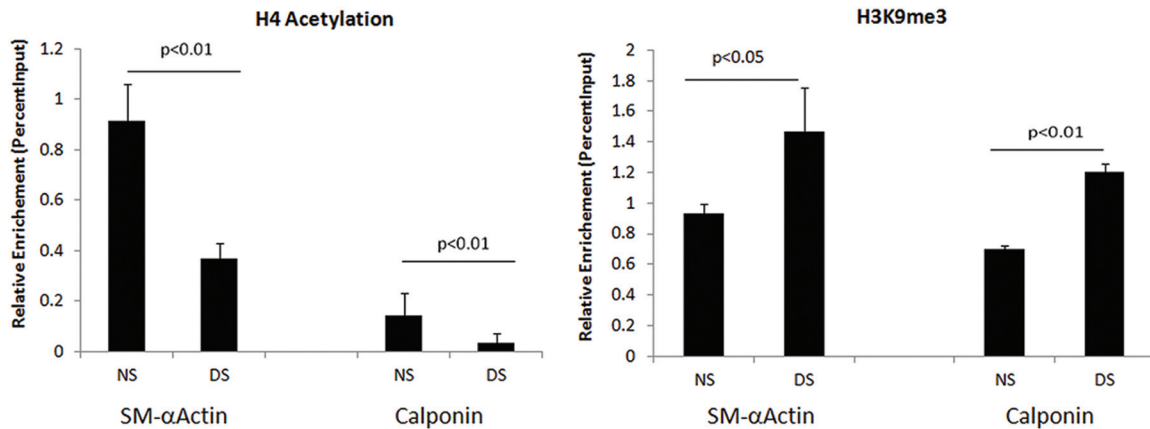 H4 Acetylation
Relative Enrichement (PercentInput)
1.2
1
0.8
0.6
0.4
0.2
0
p<0.01
p<0.01
NS DS NS DS
SM-αActin Calponin
H3K9me3
Relative Enrichement (PercentInput)
2
1.8
1.6
1.4
1.2
1
0.8
0.6
0.4
0.2
0
p<0.05
p<0.01
NS DS NS DS
SM-αActin Calponin